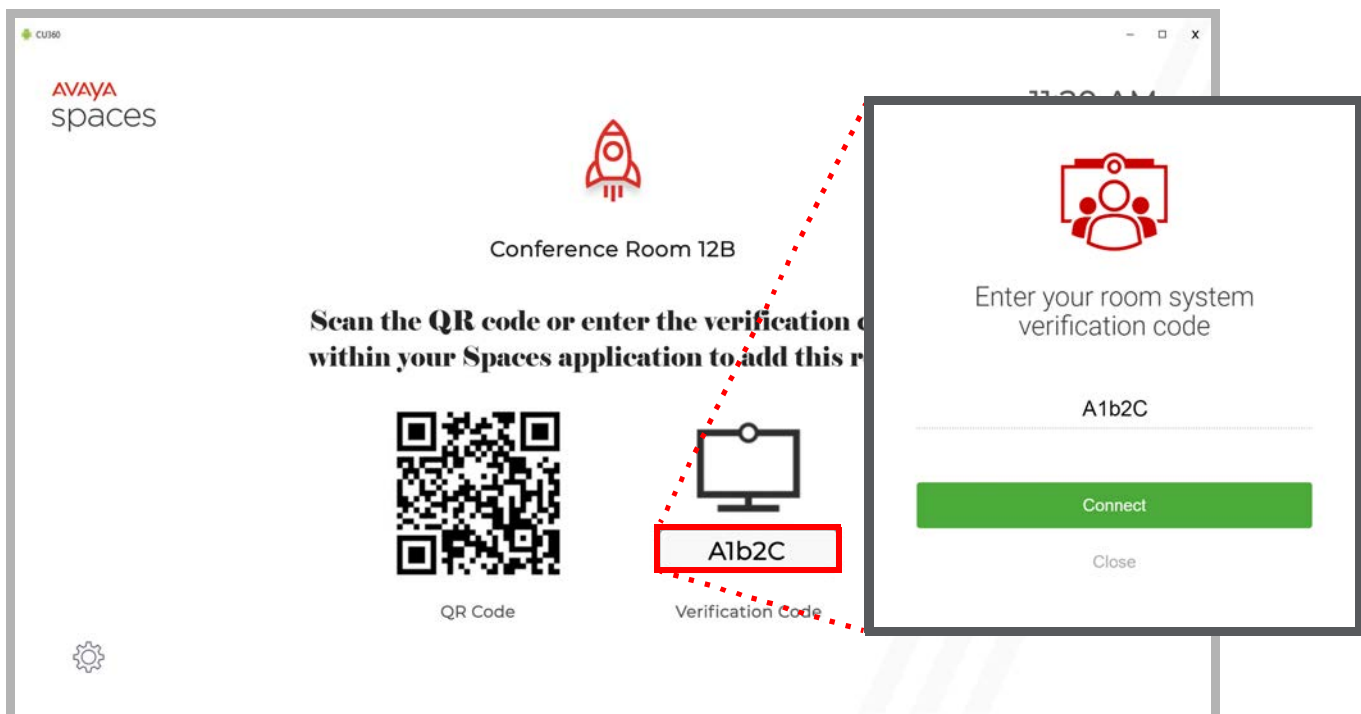 CU360
AVAYA
spaces
Conference Room 12B
Scan the QR code or enter the verification
within your Spaces application to add this
A1b2C
QR Code
Verification Code
Enter your room system
verification code
A1b2C
Connect
Close